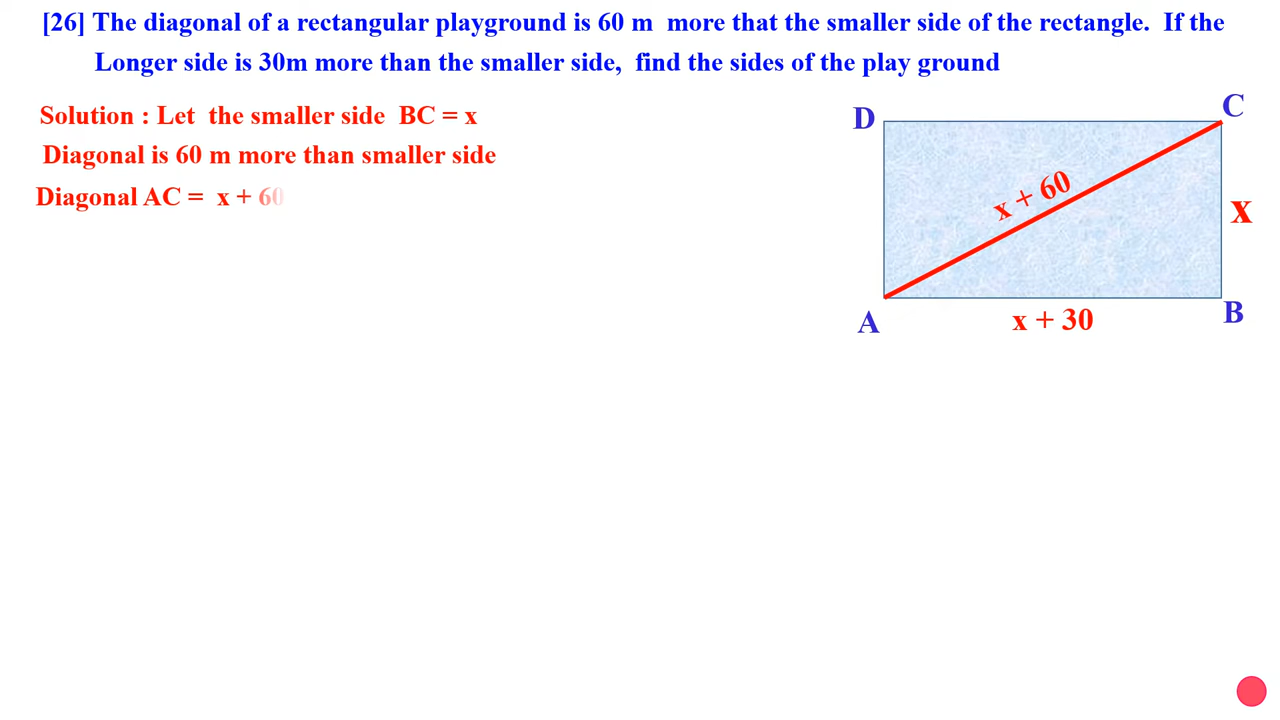 [26] The diagonal of a rectangular playground is 60 m more that the smaller side of the rectangle. If the
Longer side is 30m more than the smaller side, find the sides of the play ground
Solution : Let the smaller side BC = x
Diagonal is 60 m more than smaller side
Diagonal AC = x + 60
D
C
x + 60
x
A
B
x + 30